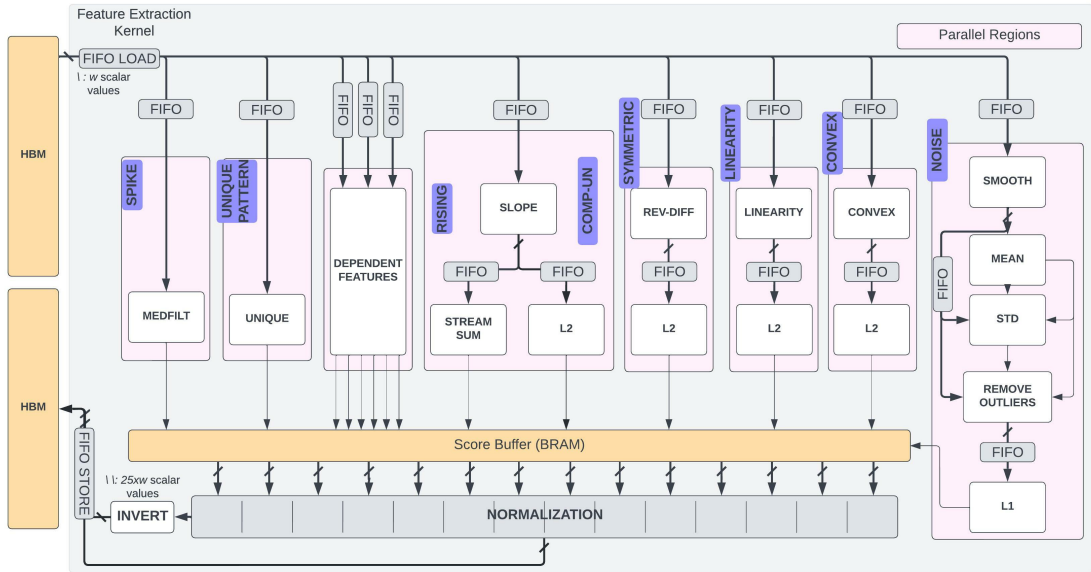 Feature Extraction
Kernel
Parallel Regions
HBM
FIFO LOAD
\ : w scalar
values
FIFO
FIFO
FIFO
FIFO
FIFO
FIFO
FIFO
FIFO
FIFO
FIFO
SPIKE
MEDFILT
UNIQUE
PATTERN
UNIQUE
DEPENDENT
FEATURES
RISING
COMP-UN
SLOPE
FIFO
FIFO
STREAM
SUM
L2
SYMMETRIC
REV-DIFF
FIFO
L2
LINEARITY
LINEARITY
FIFO
L2
CONVEX
CONVEX
FIFO
L2
NOISE
SMOOTH
FIFO
MEAN
STD
REMOVE
OUTLIERS
FIFO
L1
HBM
Score Buffer (BRAM)
FIFO STORE
\ \: 25xw scalar
values
INVERT
NORMALIZATION